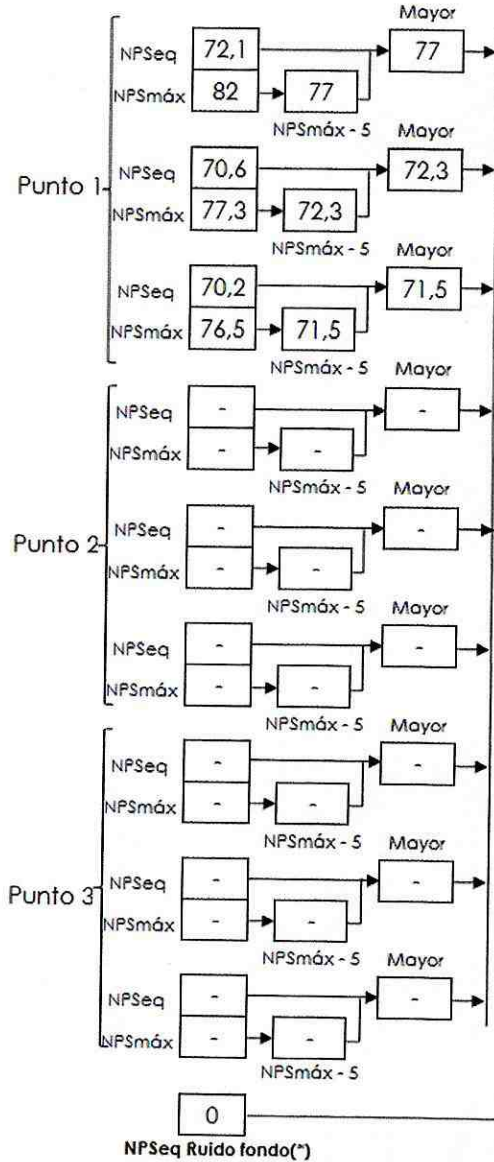 Mayor
NPSeq 72,1 77
NPSmáx 82 77
NPSmáx - 5
Mayor
NPSeq 70,6 72,3
Punto 1
NPSmáx 77,3 72,3
NPSmáx - 5
Mayor
NPSeq 70,2 71,5
NPSmáx 76,5 71,5
NPSmáx - 5
Mayor
NPSeq - -
NPSmáx - -
NPSmáx - 5
Mayor
NPSeq - -
Punto 2
NPSmáx - -
NPSmáx - 5
Mayor
NPSeq - -
NPSmáx - -
NPSmáx - 5
Mayor
NPSeq - -
NPSmáx - -
NPSmáx - 5
Mayor
NPSeq - -
Punto 3
NPSmáx - -
NPSmáx - 5
Mayor
NPSeq - -
NPSmáx - -
NPSmáx - 5
0
NPSeq Ruido fondo(*)